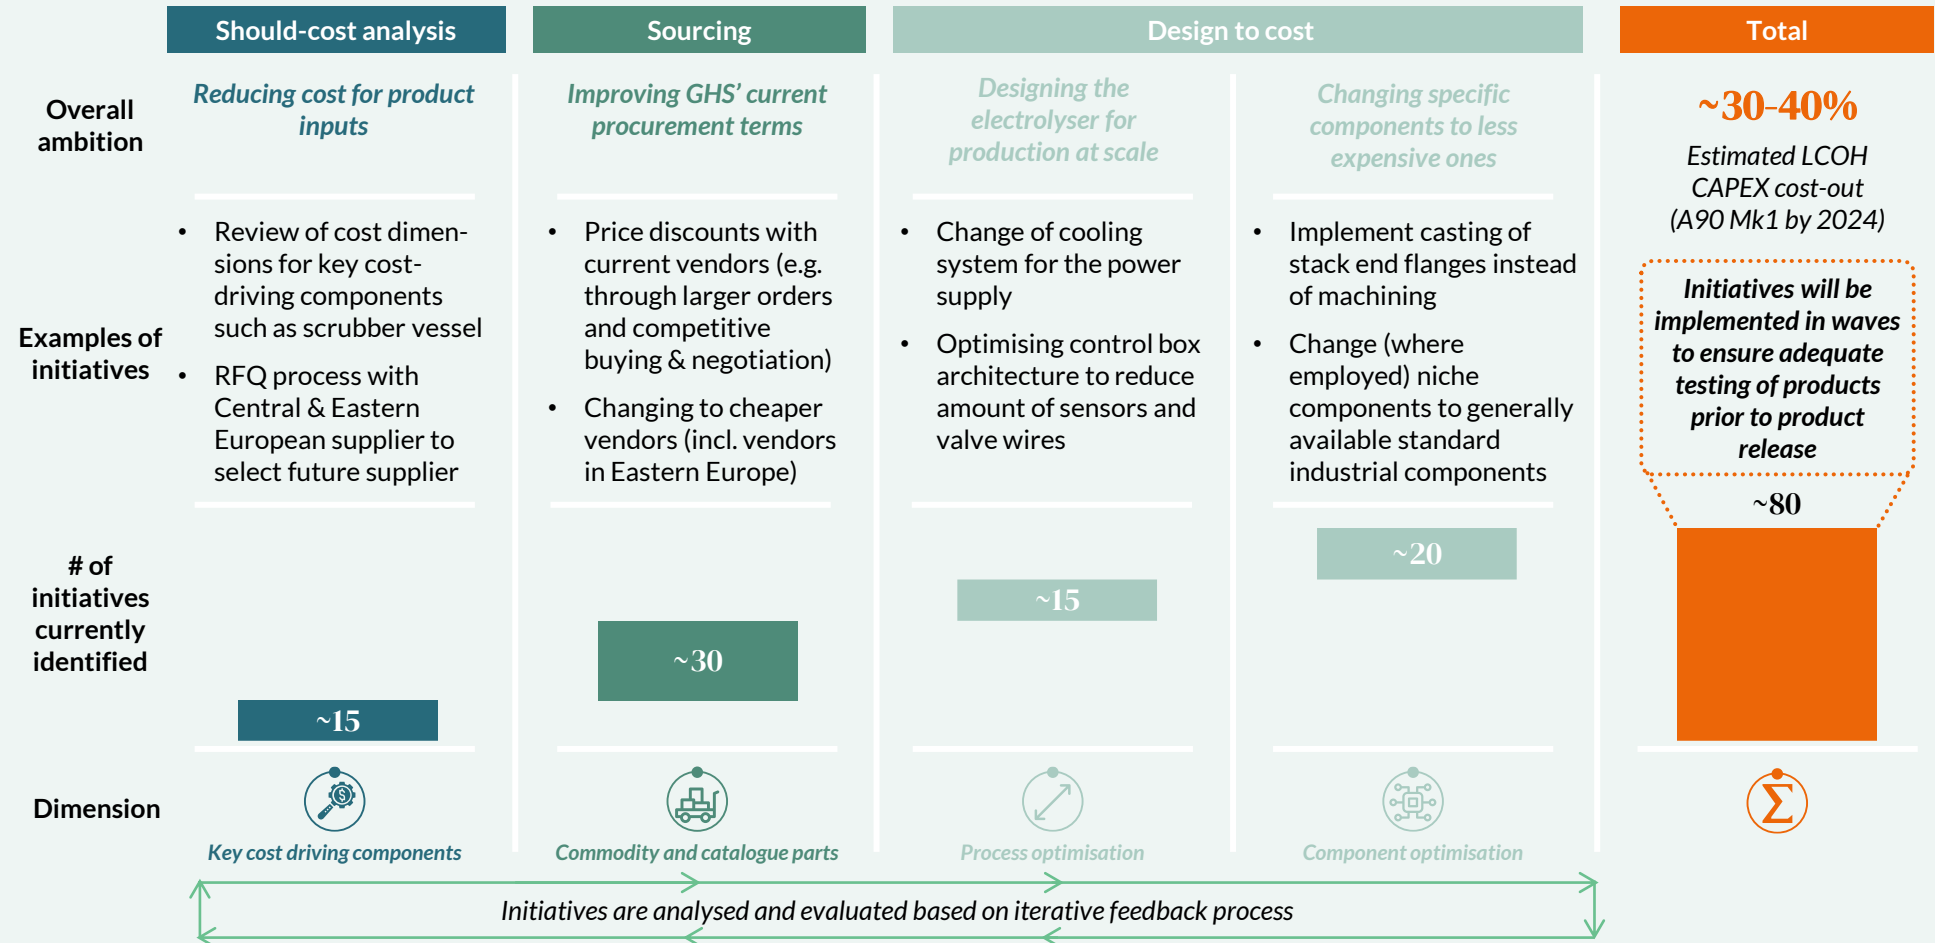 Should-cost analysis
Sourcing
Design to cost
Total
Overall
ambition
Reducing cost for product
inputs
Improving GHS’ current
procurement terms
Designing the
electrolyser for
production at scale
Changing specific
components to less
expensive ones
~30-40%
Estimated LCOH
CAPEX cost-out
(A90 Mk1 by 2024)
Examples of
initiatives
• Review of cost dimen-
sions for key cost-
driving components
such as scrubber vessel
• RFQ process with
Central & Eastern
European supplier to
select future supplier
• Price discounts with
current vendors (e.g.
through larger orders
and competitive
buying & negotiation)
• Changing to cheaper
vendors (incl. vendors
in Eastern Europe)
• Change of cooling
system for the power
supply
• Optimising control box
architecture to reduce
amount of sensors and
valve wires
• Implement casting of
stack end flanges instead
of machining
• Change (where
employed) niche
components to generally
available standard
industrial components
Initiatives will be
implemented in waves
to ensure adequate
testing of products
prior to product
release
# of
initiatives
currently
identified
~15
~30
~15
~20
~80
Dimension
Key cost driving components
Commodity and catalogue parts
Process optimisation
Component optimisation
Σ
Initiatives are analysed and evaluated based on iterative feedback process